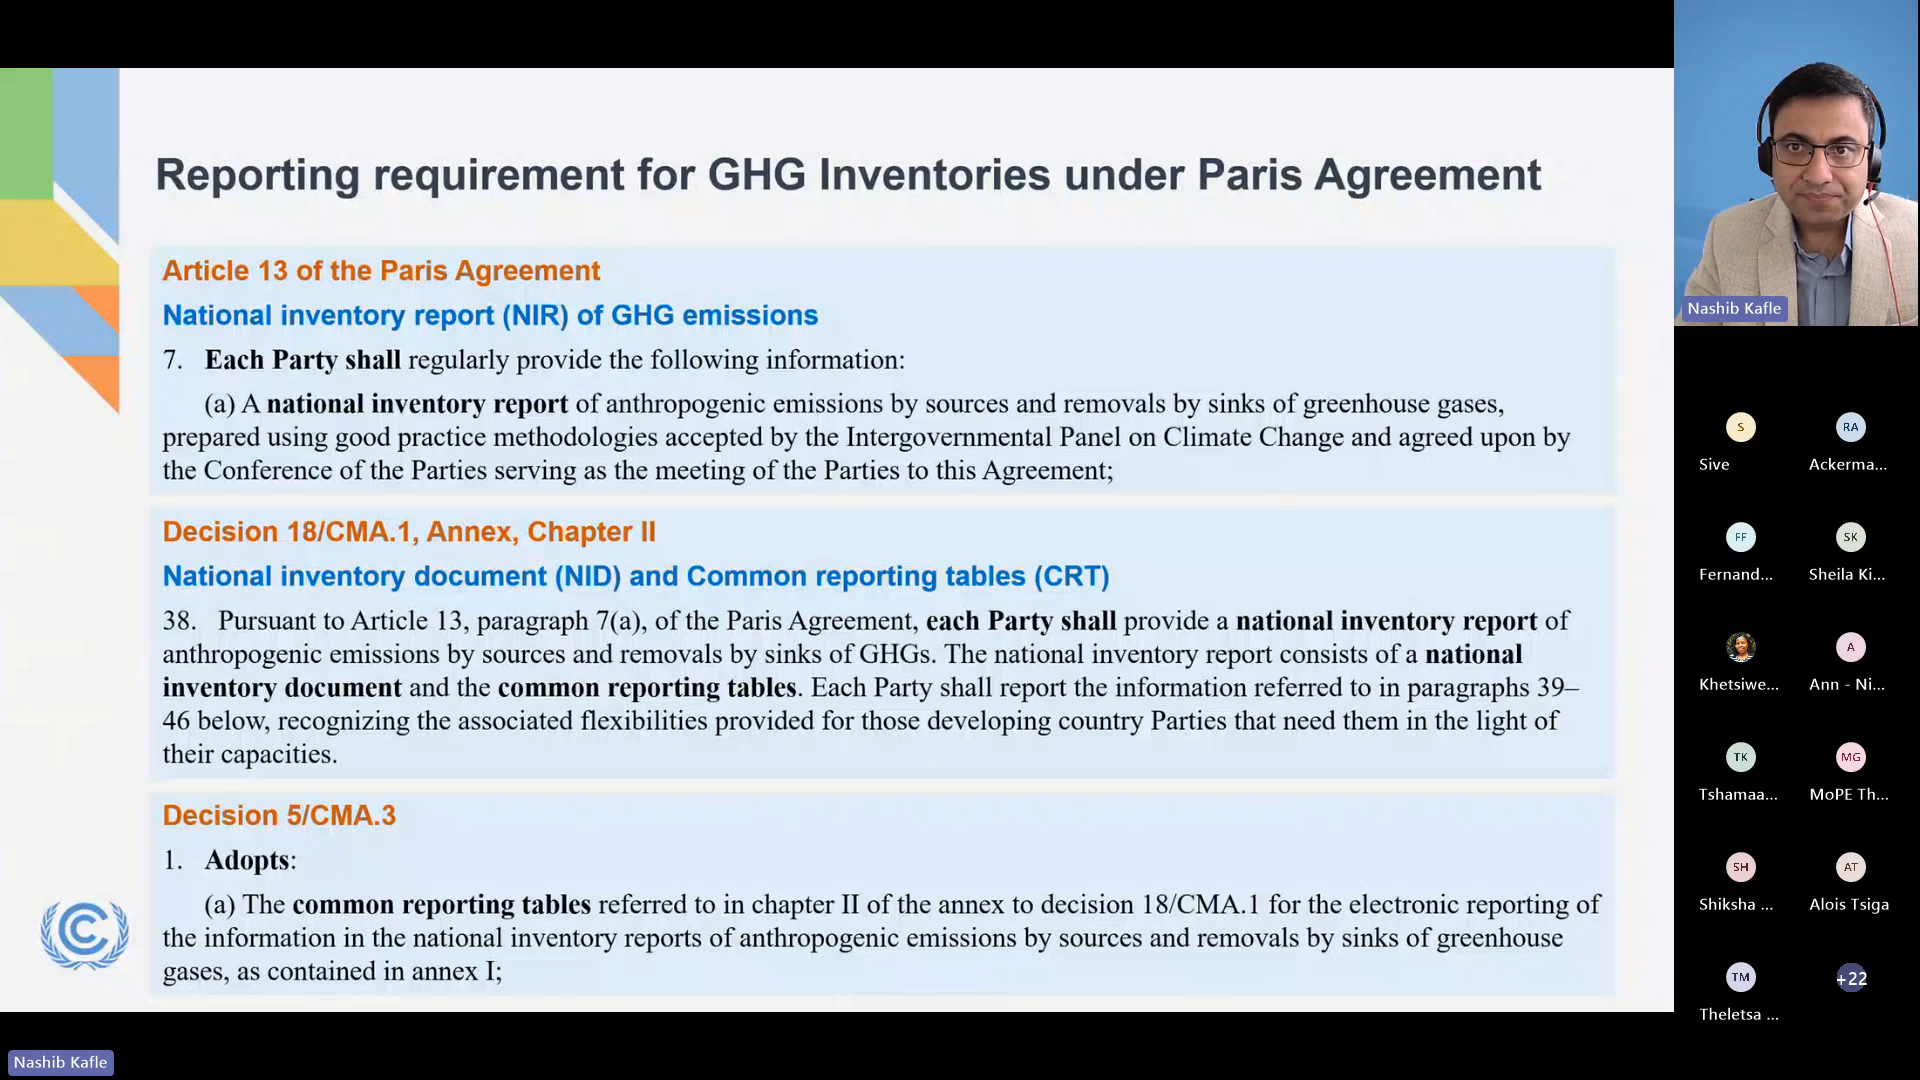 Reporting requirement for GHG Inventories under Paris Agreement
Article 13 of the Paris Agreement
National inventory report (NIR) of GHG emissions
7. Each Party shall regularly provide the following information:
(a) A national inventory report of anthropogenic emissions by sources and removals by sinks of greenhouse gases,
prepared using good practice methodologies accepted by the Intergovernmental Panel on Climate Change and agreed upon by
the Conference of the Parties serving as the meeting of the Parties to this Agreement;
Decision 18/CMA.1, Annex, Chapter II
National inventory document (NID) and Common reporting tables (CRT)
38. Pursuant to Article 13, paragraph 7(a), of the Paris Agreement, each Party shall provide a national inventory report of
anthropogenic emissions by sources and removals by sinks of GHGs. The national inventory report consists of a national
inventory document and the common reporting tables. Each Party shall report the information referred to in paragraphs 39–
46 below, recognizing the associated flexibilities provided for those developing country Parties that need them in the light of
their capacities.
Decision 5/CMA.3
1. Adopts:
(a) The common reporting tables referred to in chapter II of the annex to decision 18/CMA.1 for the electronic reporting of
the information in the national inventory reports of anthropogenic emissions by sources and removals by sinks of greenhouse
gases, as contained in annex I;
Nashib Kafle
Nashib Kafle
S
RA
Sive
Ackerma...
FF
SK
Fernand...
Sheila Ki...
A
Khetsiwe...
Ann - Ni...
TK
MG
Tshamaa...
MoPE Th...
SH
AT
Shiksha ...
Alois Tsiga
TM
+22
Theletsa ...